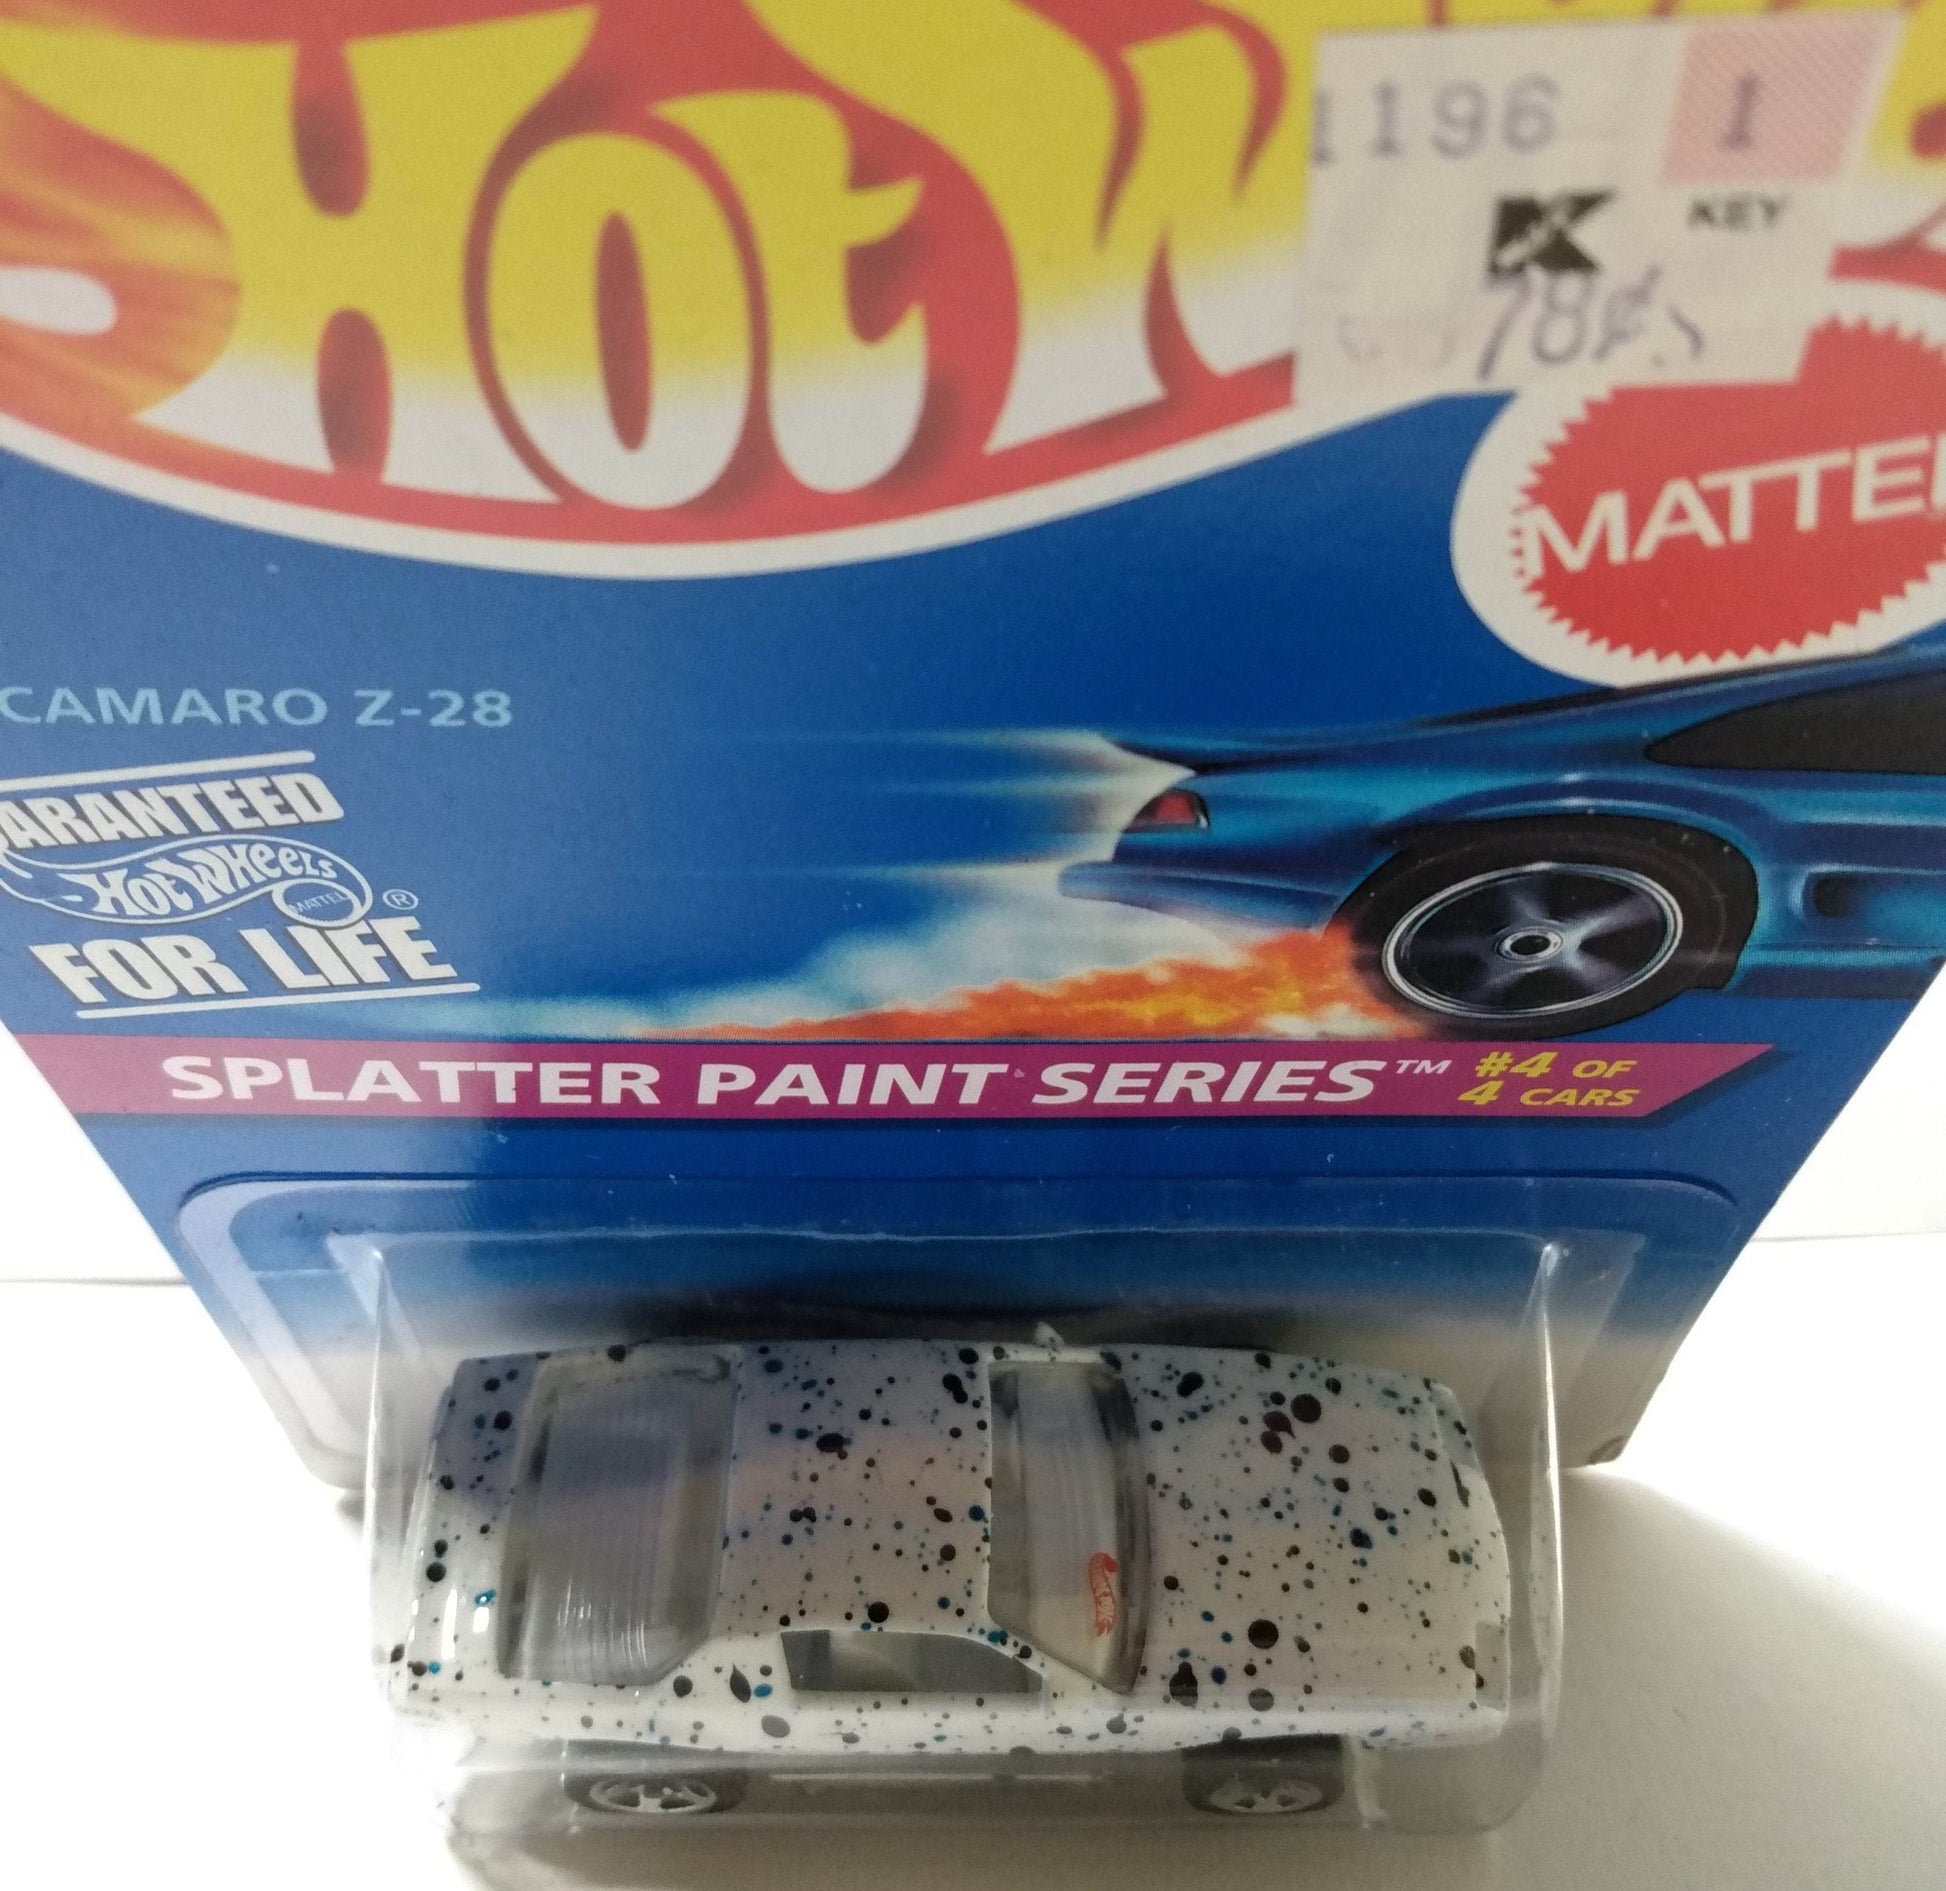 HOT W
1196
1
KEY
K
78¢
MATTEL
CAMARO Z-28
ARANTEED
HOT WHEELS
MATTEL
®
FOR LIFE
SPLATTER PAINT SERIES™ #4 OF
4 CARS